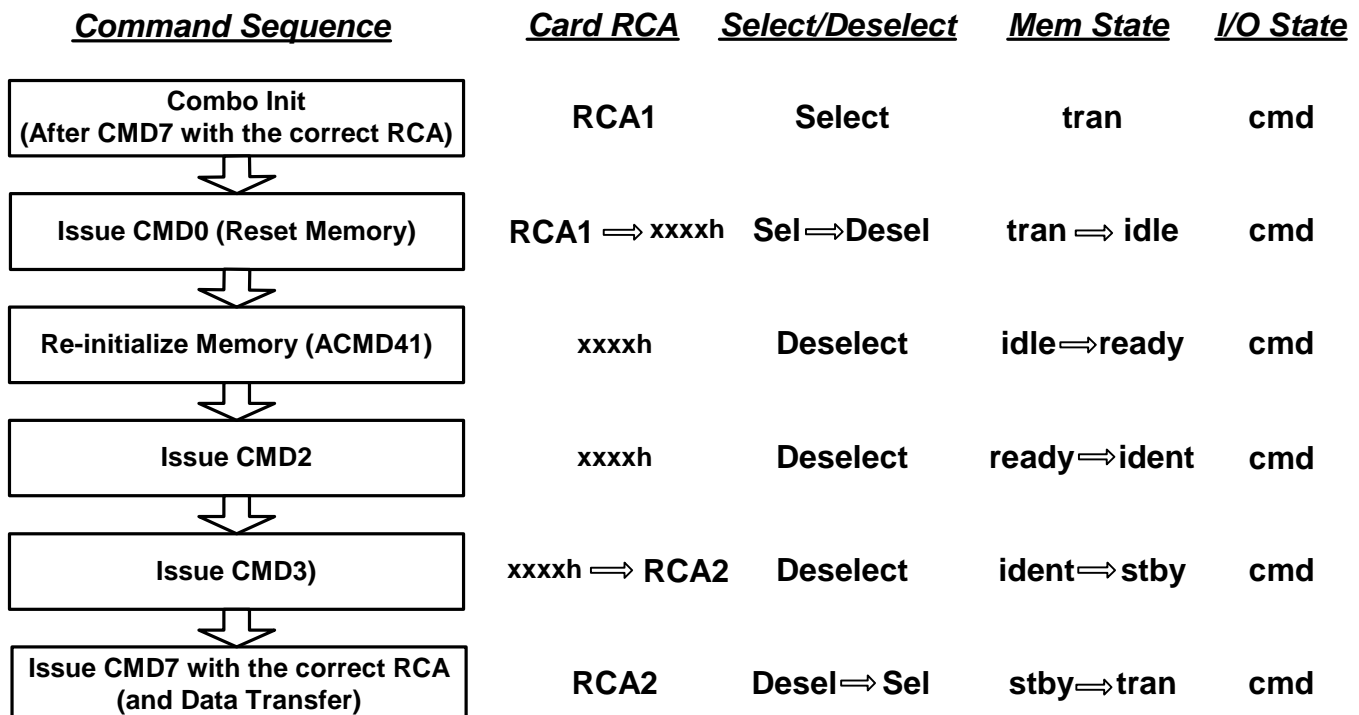 Command Sequence Card RCA Select/Deselect Mem State I/O State
Combo Init
(After CMD7 with the correct RCA) RCA1 Select tran cmd
Issue CMD0 (Reset Memory) RCA1 ⇒ xxxxh Sel⇒Desel tran ⇒ idle cmd
Re-initialize Memory (ACMD41) xxxxh Deselect idle⇒ready cmd
Issue CMD2 xxxxh Deselect ready⇒ident cmd
Issue CMD3) xxxxh ⇒ RCA2 Deselect ident⇒stby cmd
Issue CMD7 with the correct RCA
(and Data Transfer) RCA2 Desel⇒Sel stby⇒tran cmd